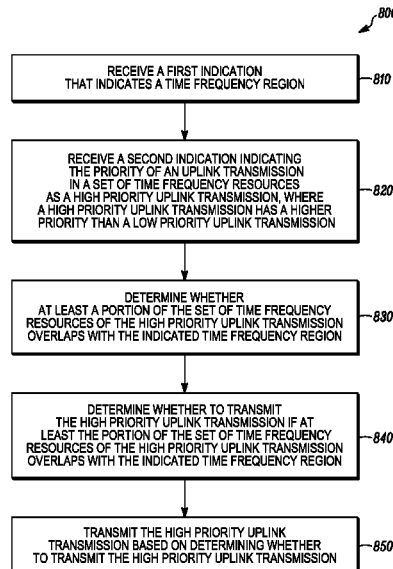 800
RECEIVE A FIRST INDICATION
THAT INDICATES A TIME FREQUENCY REGION
810
RECEIVE A SECOND INDICATION INDICATING
THE PRIORITY OF AN UPLINK TRANSMISSION
IN A SET OF TIME FREQUENCY RESOURCES
AS A HIGH PRIORITY UPLINK TRANSMISSION, WHERE
A HIGH PRIORITY UPLINK TRANSMISSION HAS A HIGHER
PRIORITY THAN A LOW PRIORITY UPLINK TRANSMISSION
820
DETERMINE WHETHER
AT LEAST A PORTION OF THE SET OF TIME FREQUENCY
RESOURCES OF THE HIGH PRIORITY UPLINK TRANSMISSION
OVERLAPS WITH THE INDICATED TIME FREQUENCY REGION
830
DETERMINE WHETHER TO TRANSMIT
THE HIGH PRIORITY UPLINK TRANSMISSION IF AT
LEAST THE PORTION OF THE SET OF TIME FREQUENCY
RESOURCES OF THE HIGH PRIORITY UPLINK TRANSMISSION
OVERLAPS WITH THE INDICATED TIME FREQUENCY REGION
840
TRANSMIT THE HIGH PRIORITY UPLINK
TRANSMISSION BASED ON DETERMINING WHETHER
TO TRANSMIT THE HIGH PRIORITY UPLINK TRANSMISSION
850